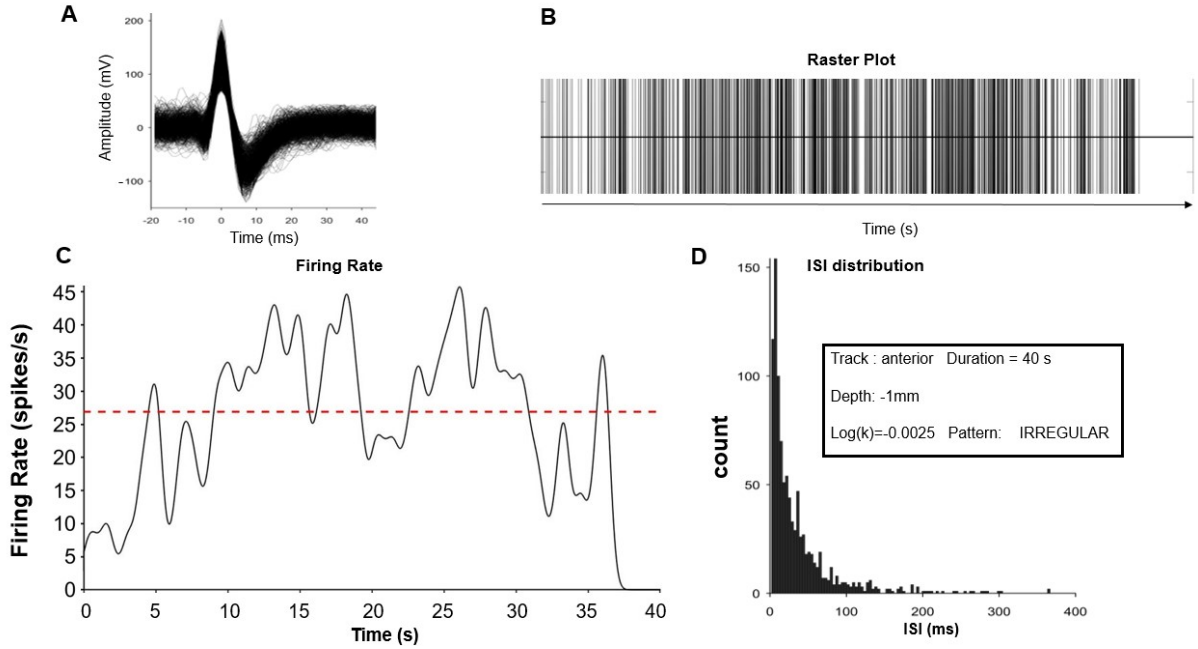 A
Amplitude (mV)
200
100
0
−100
-20 -10 0 10 20 30 40
Time (ms)
B
Raster Plot
Time (s)
C
Firing Rate
Firing Rate (spikes/s)
45
40
35
30
25
20
15
10
5
0
0 5 10 15 20 25 30 35 40
Time (s)
D
ISI distribution
count
150
100
50
0
0 100 200 300 400
ISI (ms)
Track : anterior Duration = 40 s
Depth: -1mm
Log(k)=-0.0025 Pattern: IRREGULAR